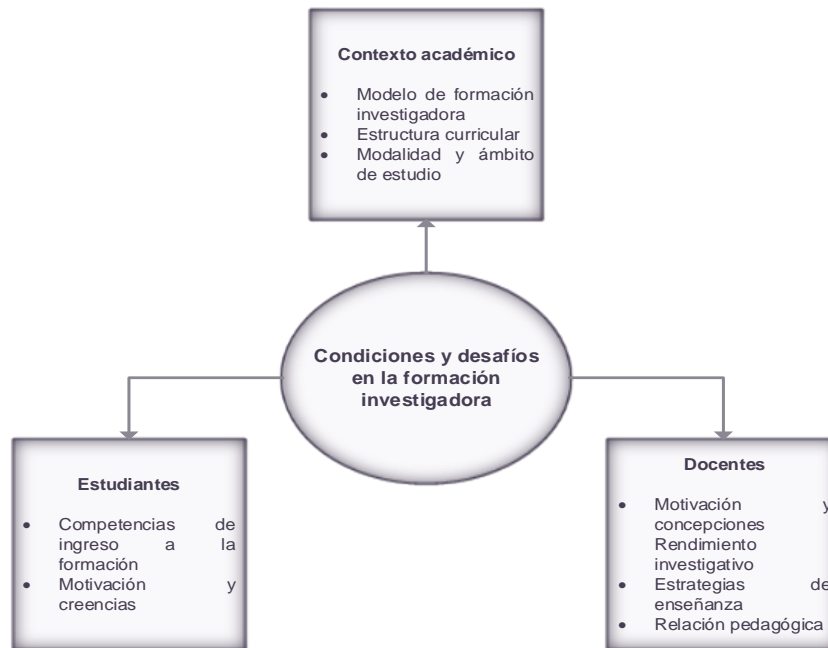 Contexto académico
• Modelo de formación
investigadora
• Estructura curricular
• Modalidad y ámbito
de estudio
Condiciones y desafíos
en la formación
investigadora
Estudiantes
• Competencias de
ingreso a la
formación
• Motivación y
creencias
Docentes
• Motivación y
concepciones
Rendimiento
investigativo
• Estrategias de
enseñanza
• Relación pedagógica